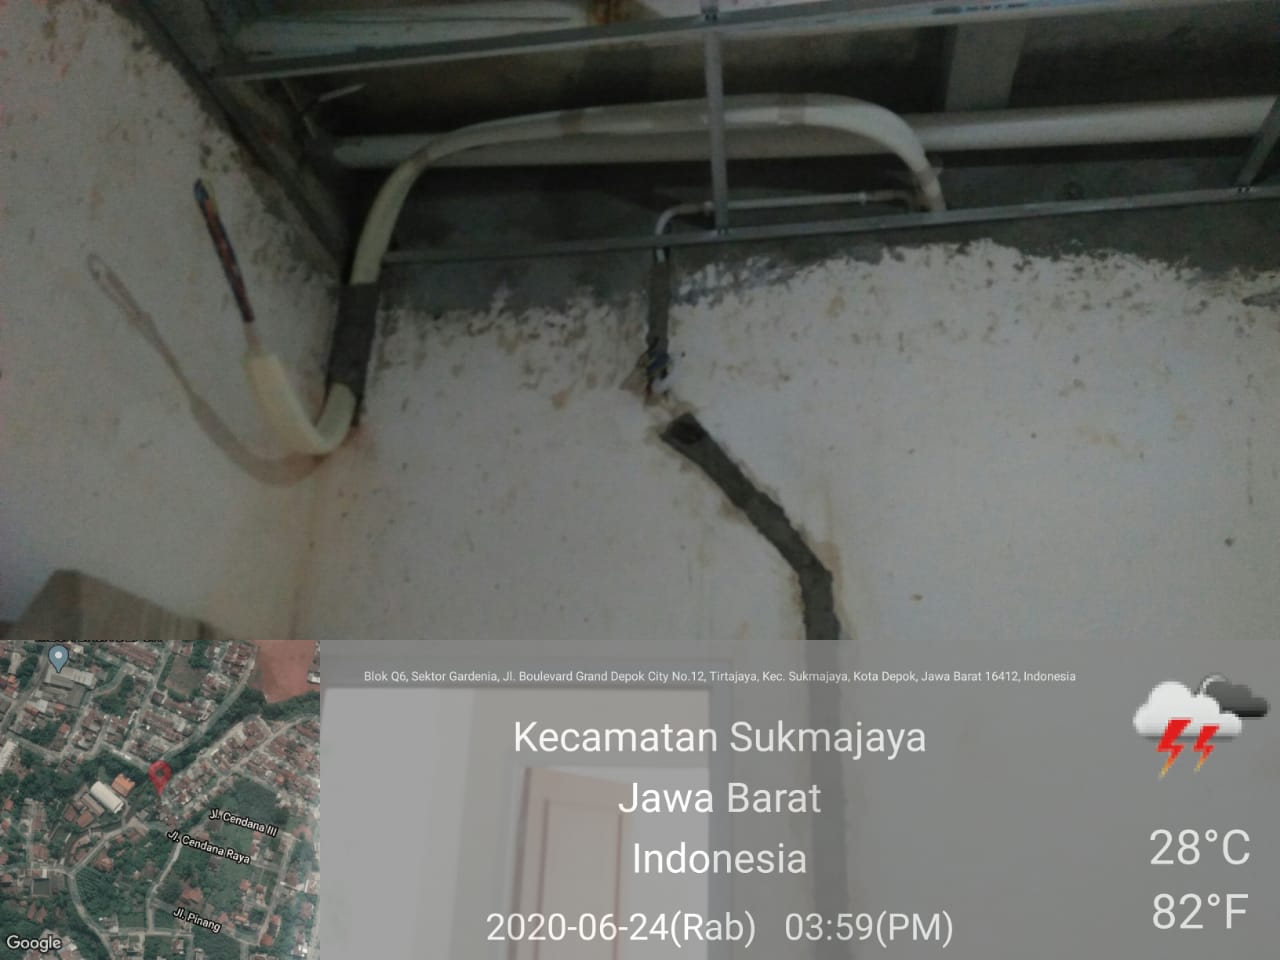 Blok Q6, Sektor Gardenia, Jl. Boulevard Grand Depok City No.12, Tirtajaya, Kec. Sukmajaya, Kota Depok, Jawa Barat 16412, Indonesia
Kecamatan Sukmajaya
Jawa Barat
Indonesia
2020-06-24(Rab) 03:59(PM)
28°C
82°F
Jl. Cendana III
Jl. Cendana Raya
Jl. Pinang
Google